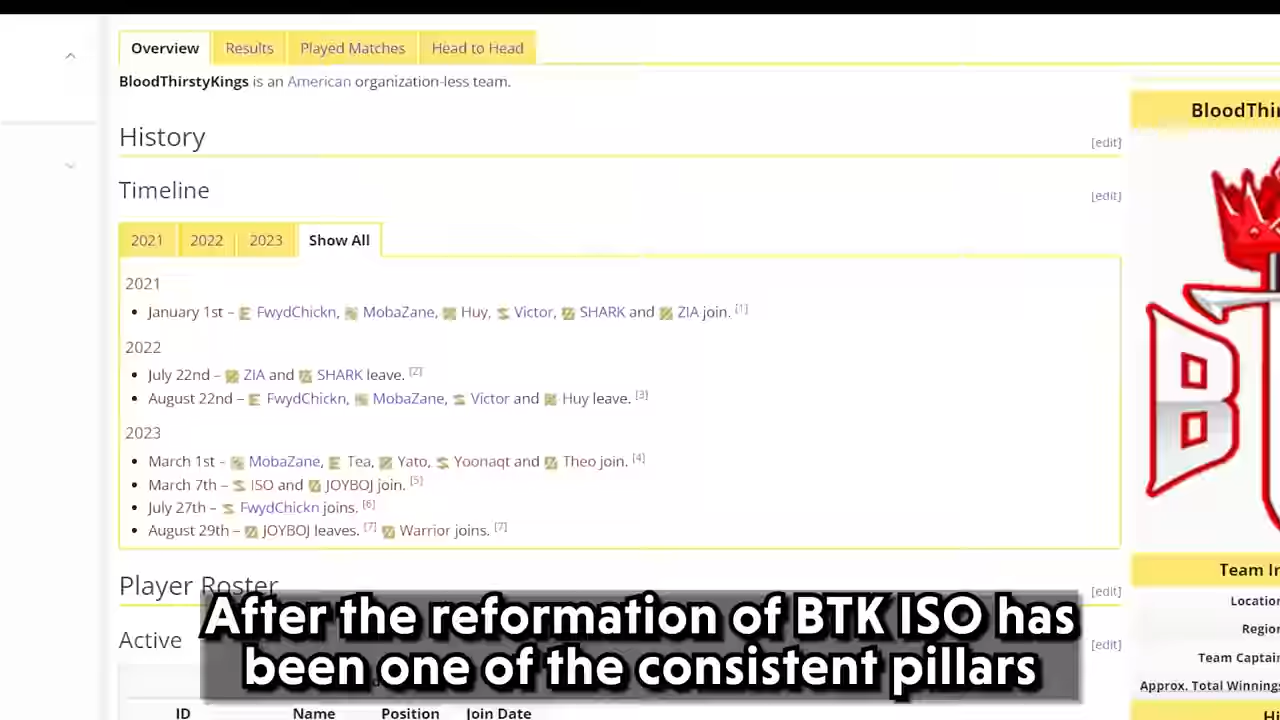 Overview Results Played Matches Head to Head
BloodThirstyKings is an American organization-less team.
History [edit]
Timeline [edit]
2021 2022 2023 Show All
2021
January 1st – FwydChickn, MobaZane, Huy, Victor, SHARK and ZIA join. [1]
2022
July 22nd – ZIA and SHARK leave. [2]
August 22nd – FwydChickn, MobaZane, Victor and Huy leave. [3]
2023
March 1st – MobaZane, Tea, Yato, Yoonaqt and Theo join. [4]
March 7th – ISO and JOYBOJ join. [5]
July 27th – FwydChickn joins. [6]
August 29th – JOYBOJ leaves. [7] Warrior joins. [7]
Player Roster [edit]
Active [edit]
ID Name Position Join Date
BloodThir
B
Team In
Location
Region
Team Captain
Approx. Total Winnings
Hi
After the reformation of BTK ISO has
been one of the consistent pillars